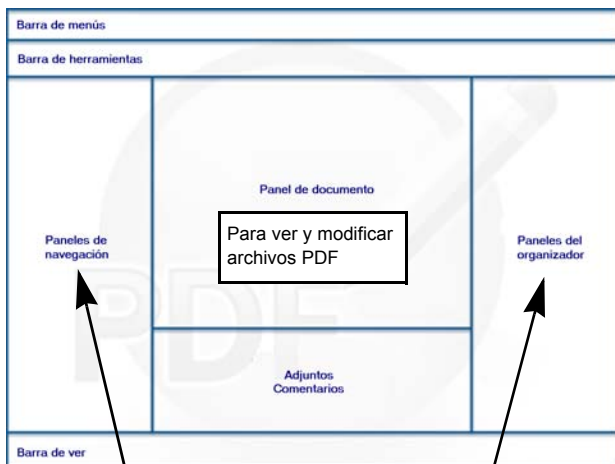 Barra de menús
Barra de herramientas
Panel de documento
Para ver y modificar
archivos PDF
Paneles de
navegación
Paneles del
organizador
Adjuntos
Comentarios
Barra de ver
PDF